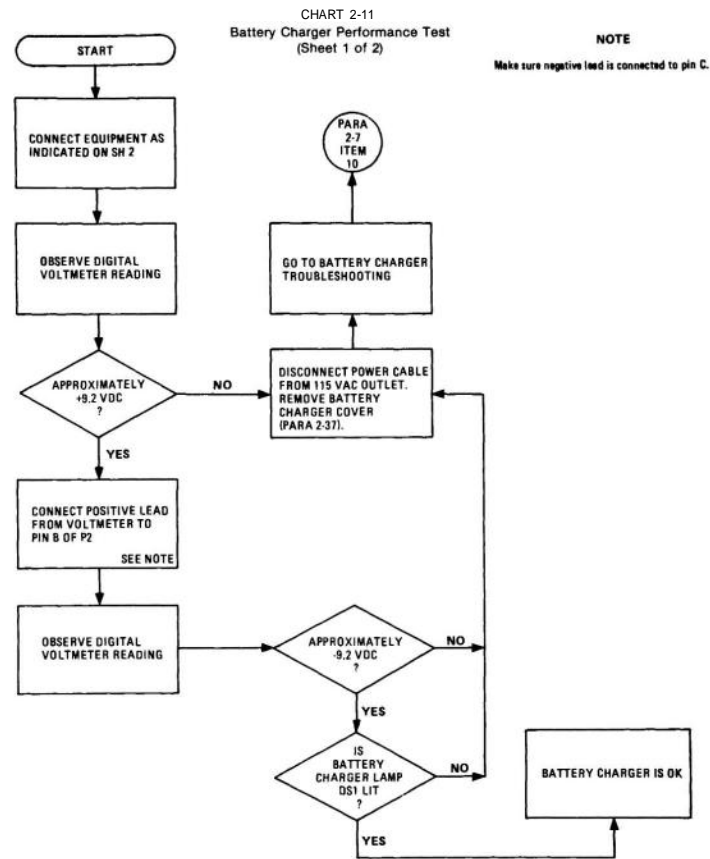 CHART 2-11
Battery Charger Performance Test
(Sheet 1 of 2)
NOTE
Make sure negative lead is connected to pin C.
START
CONNECT EQUIPMENT AS
INDICATED ON SH 2
OBSERVE DIGITAL
VOLTMETER READING
APPROXIMATELY
+9.2 VDC
?
NO
YES
PARA
2-7
ITEM
10
GO TO BATTERY CHARGER
TROUBLESHOOTING
DISCONNECT POWER CABLE
FROM 115 VAC OUTLET.
REMOVE BATTERY
CHARGER COVER
(PARA 2-37).
CONNECT POSITIVE LEAD
FROM VOLTMETER TO
PIN B OF P2
SEE NOTE
OBSERVE DIGITAL
VOLTMETER READING
APPROXIMATELY
-9.2 VDC
?
NO
YES
IS
BATTERY
CHARGER LAMP
DS1 LIT
?
NO
YES
BATTERY CHARGER IS OK